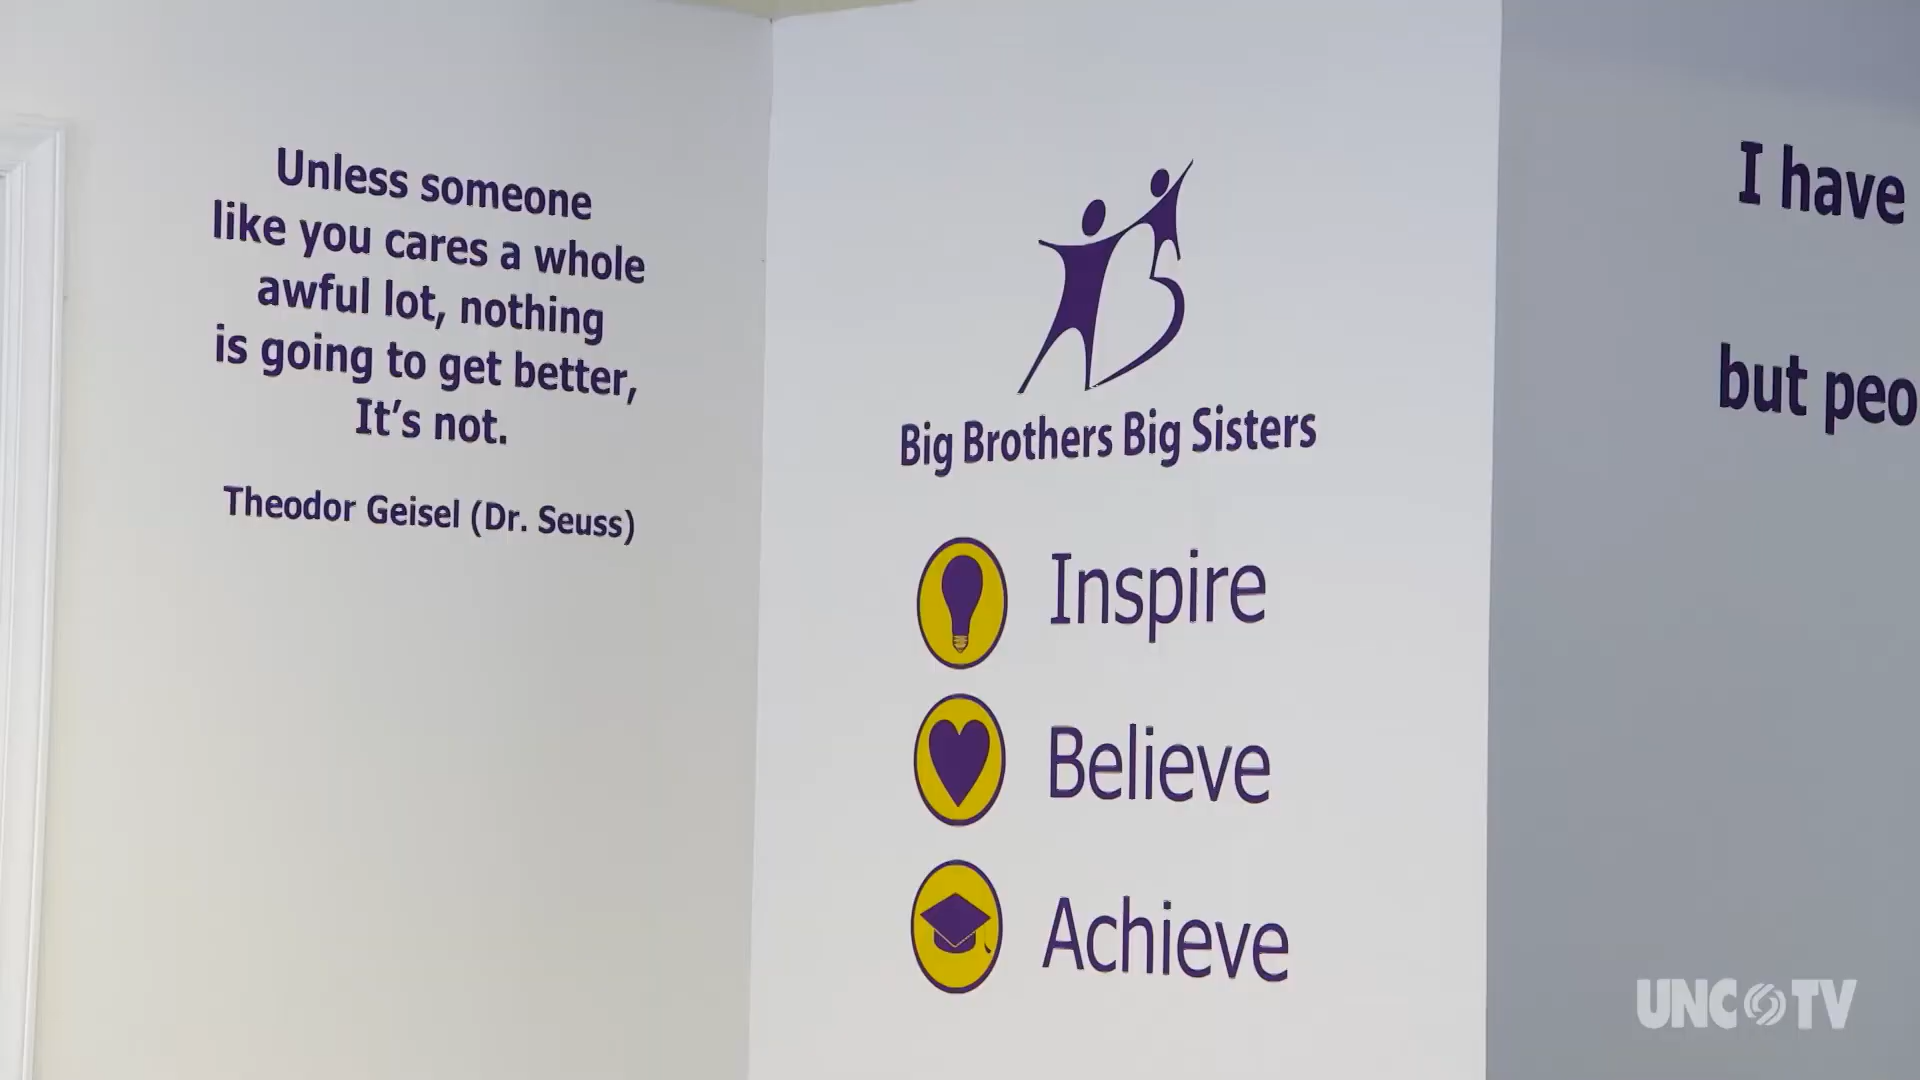 Unless someone
like you cares a whole
awful lot, nothing
is going to get better,
It's not.
Theodor Geisel (Dr. Seuss)
Big Brothers Big Sisters
Inspire
Believe
Achieve
I have
but peo
UNC TV